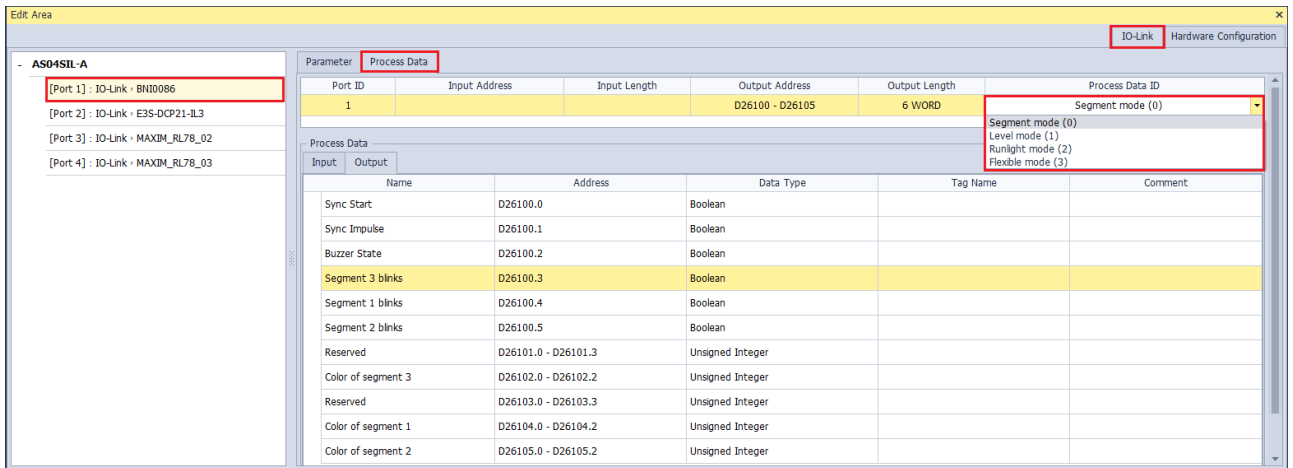 Edit Area ×
IO-Link Hardware Configuration
- AS04SIL-A
[Port 1] : IO-Link, BNI0086
[Port 2] : IO-Link, E3S-DCP21-IL3
[Port 3] : IO-Link, MAXIM_RL78_02
[Port 4] : IO-Link, MAXIM_RL78_03
Parameter Process Data
Port ID Input Address Input Length Output Address Output Length Process Data ID
1 D26100 - D26105 6 WORD Segment mode (0)
Segment mode (0)
Level mode (1)
Runlight mode (2)
Flexible mode (3)
Process Data
Input Output
Name Address Data Type Tag Name Comment
Sync Start D26100.0 Boolean
Sync Impulse D26100.1 Boolean
Buzzer State D26100.2 Boolean
Segment 3 blinks D26100.3 Boolean
Segment 1 blinks D26100.4 Boolean
Segment 2 blinks D26100.5 Boolean
Reserved D26101.0 - D26101.3 Unsigned Integer
Color of segment 3 D26102.0 - D26102.2 Unsigned Integer
Reserved D26103.0 - D26103.3 Unsigned Integer
Color of segment 1 D26104.0 - D26104.2 Unsigned Integer
Color of segment 2 D26105.0 - D26105.2 Unsigned Integer